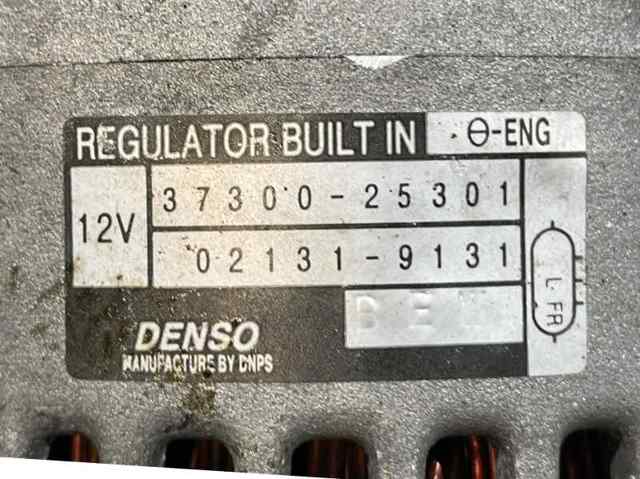 REGULATOR BUILT IN ⊖-ENG
12V
37300-25301
02131-9131
L FR
DENSO
MANUFACTURE BY DNPS